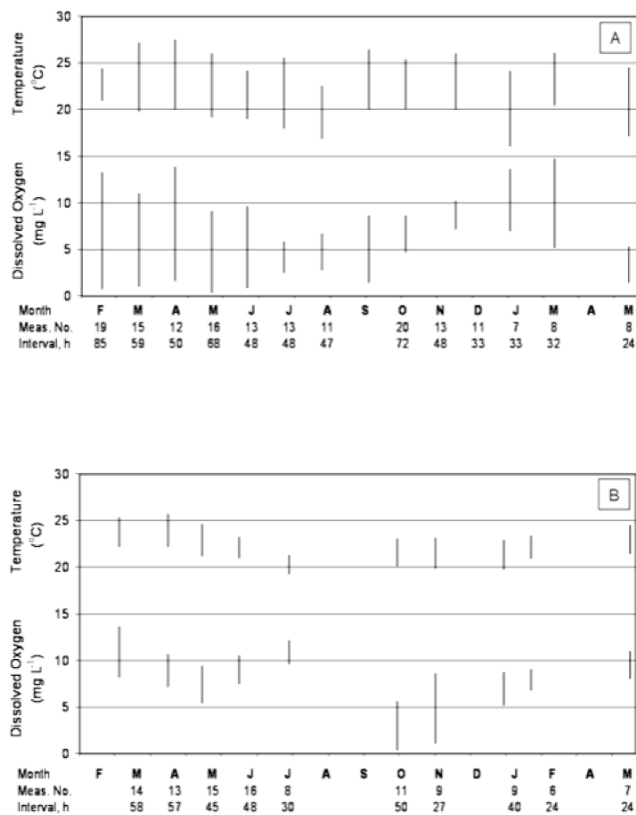 A
30
25
20
15
10
5
0
Temperature
(°C)
Dissolved Oxygen
(mg L⁻¹)
Month F M A M J J A S O N D J M A M
Meas. No. 19 15 12 16 13 13 11 20 13 11 7 8 8
Interval, h 85 59 50 68 48 48 47 72 48 33 33 32 24
B
30
25
20
15
10
5
0
Temperature
(°C)
Dissolved Oxygen
(mg L⁻¹)
Month F M A M J J A S O N D J F A M
Meas. No. 14 13 15 16 8 11 9 9 6 7
Interval, h 58 57 45 48 30 50 27 40 24 24